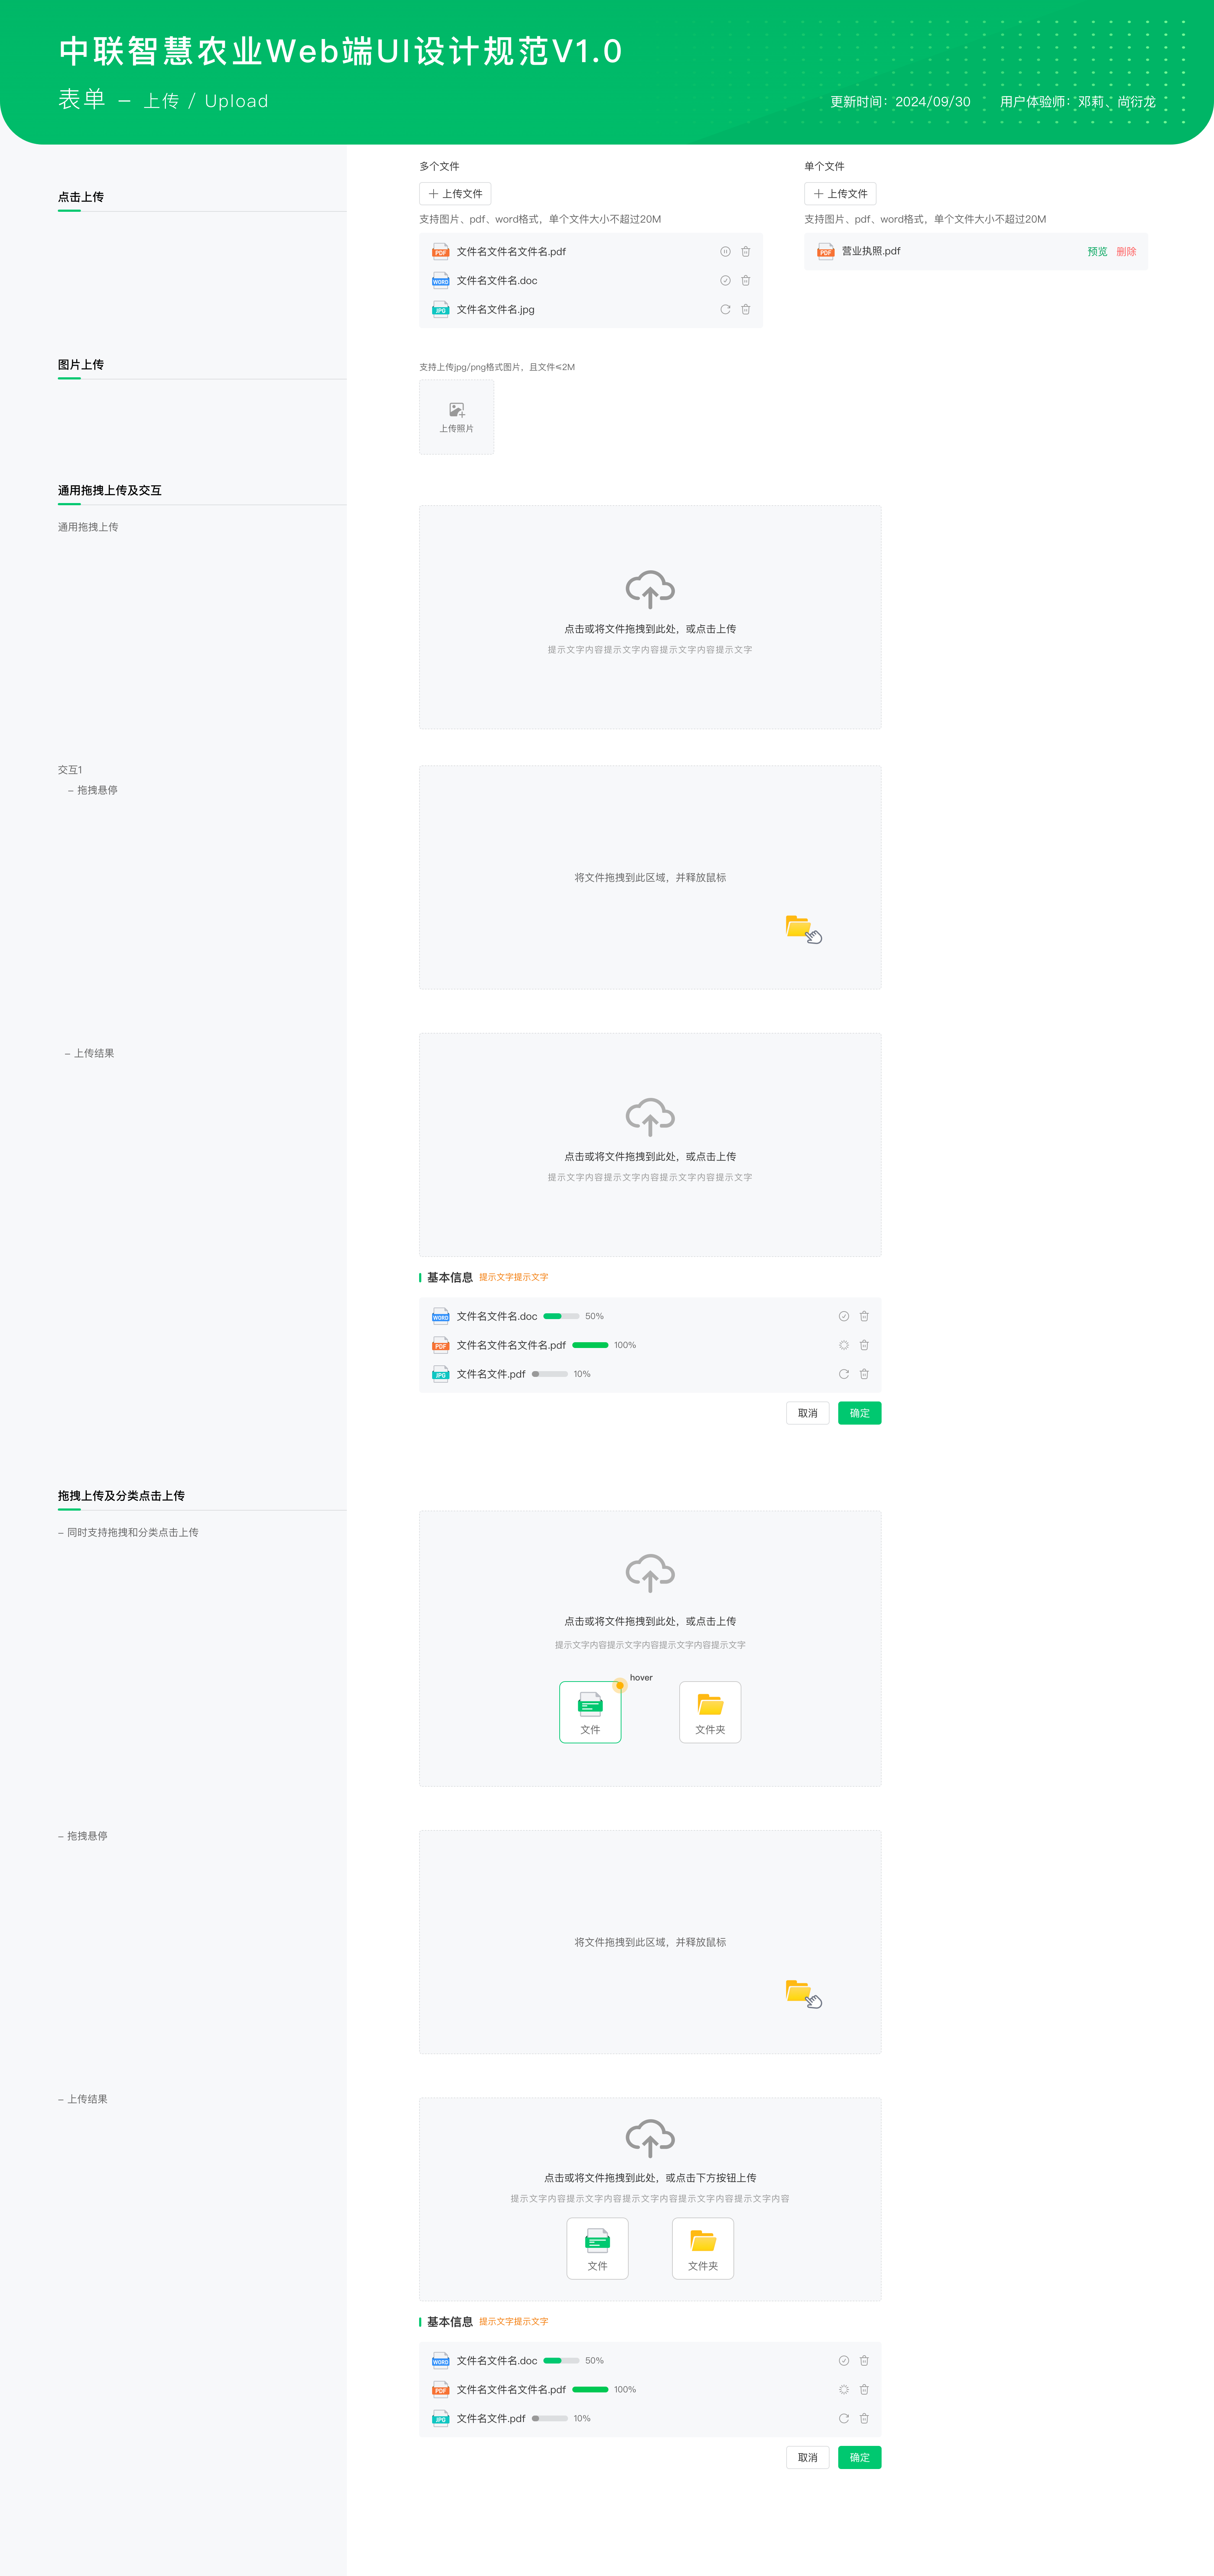 中联智慧农业Web端UI设计规范V1.0
表单 – 上传 / Upload
更新时间：2024/09/30 用户体验师：邓莉、尚衍龙
点击上传
多个文件
上传文件
支持图片、pdf、word格式，单个文件大小不超过20M
PDF 文件名文件名文件名.pdf
WORD 文件名文件名.doc
JPG 文件名文件名.jpg
单个文件
上传文件
支持图片、pdf、word格式，单个文件大小不超过20M
PDF 营业执照.pdf 预览 删除
图片上传
支持上传jpg/png格式图片，且文件≤2M
上传照片
通用拖拽上传及交互
通用拖拽上传
点击或将文件拖拽到此处，或点击上传
提示文字内容提示文字内容提示文字内容提示文字
交互1
– 拖拽悬停
将文件拖拽到此区域，并释放鼠标
– 上传结果
点击或将文件拖拽到此处，或点击上传
提示文字内容提示文字内容提示文字内容提示文字
基本信息 提示文字提示文字
WORD 文件名文件名.doc 50%
PDF 文件名文件名文件名.pdf 100%
JPG 文件名文件.pdf 10%
取消 确定
拖拽上传及分类点击上传
– 同时支持拖拽和分类点击上传
点击或将文件拖拽到此处，或点击上传
提示文字内容提示文字内容提示文字内容提示文字
hover
文件 文件夹
– 拖拽悬停
将文件拖拽到此区域，并释放鼠标
– 上传结果
点击或将文件拖拽到此处，或点击下方按钮上传
提示文字内容提示文字内容提示文字内容提示文字内容提示文字内容
文件 文件夹
基本信息 提示文字提示文字
WORD 文件名文件名.doc 50%
PDF 文件名文件名文件名.pdf 100%
JPG 文件名文件.pdf 10%
取消 确定